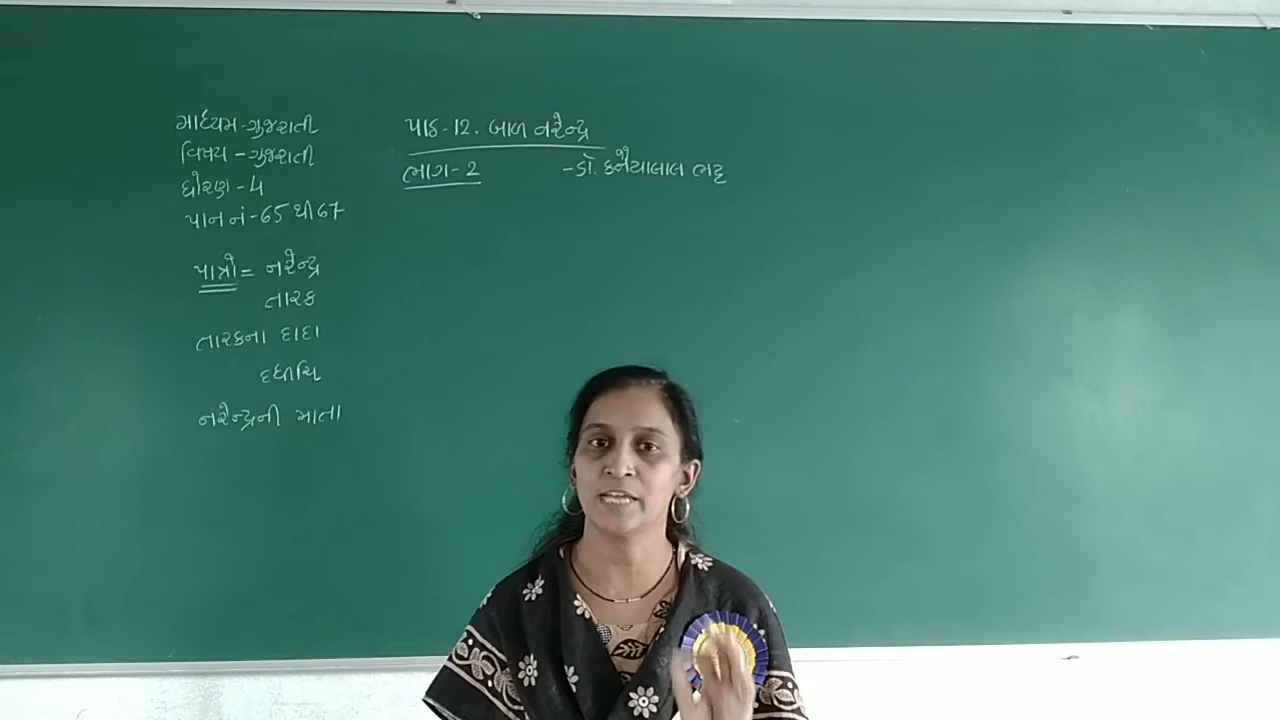 માધ્યમ-ગુજરાતી
વિષય - ગુજરાતી
ધોરણ - 4
પાન નં - 65 થી 67
પાત્રો = નરેન્દ્ર
તારક
તારકના દાદા
દધીચિ
નરેન્દ્રની માતા
પાઠ-12. બાળ નરેન્દ્ર
ભાગ-2
-ડૉ. કનૈયાલાલ ભટ્ટ